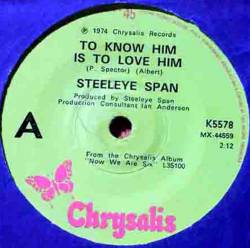 45
℗ 1974 Chrysalis Records
TO KNOW HIM
IS TO LOVE HIM
(P. Spector) (Albert)
STEELEYE SPAN
Produced by Steeleye Span
Production Consultant Ian Anderson
A
K5578
MX-44559
2:12
From the Chrysalis Album
"Now We Are Six" L35100
Chrysalis